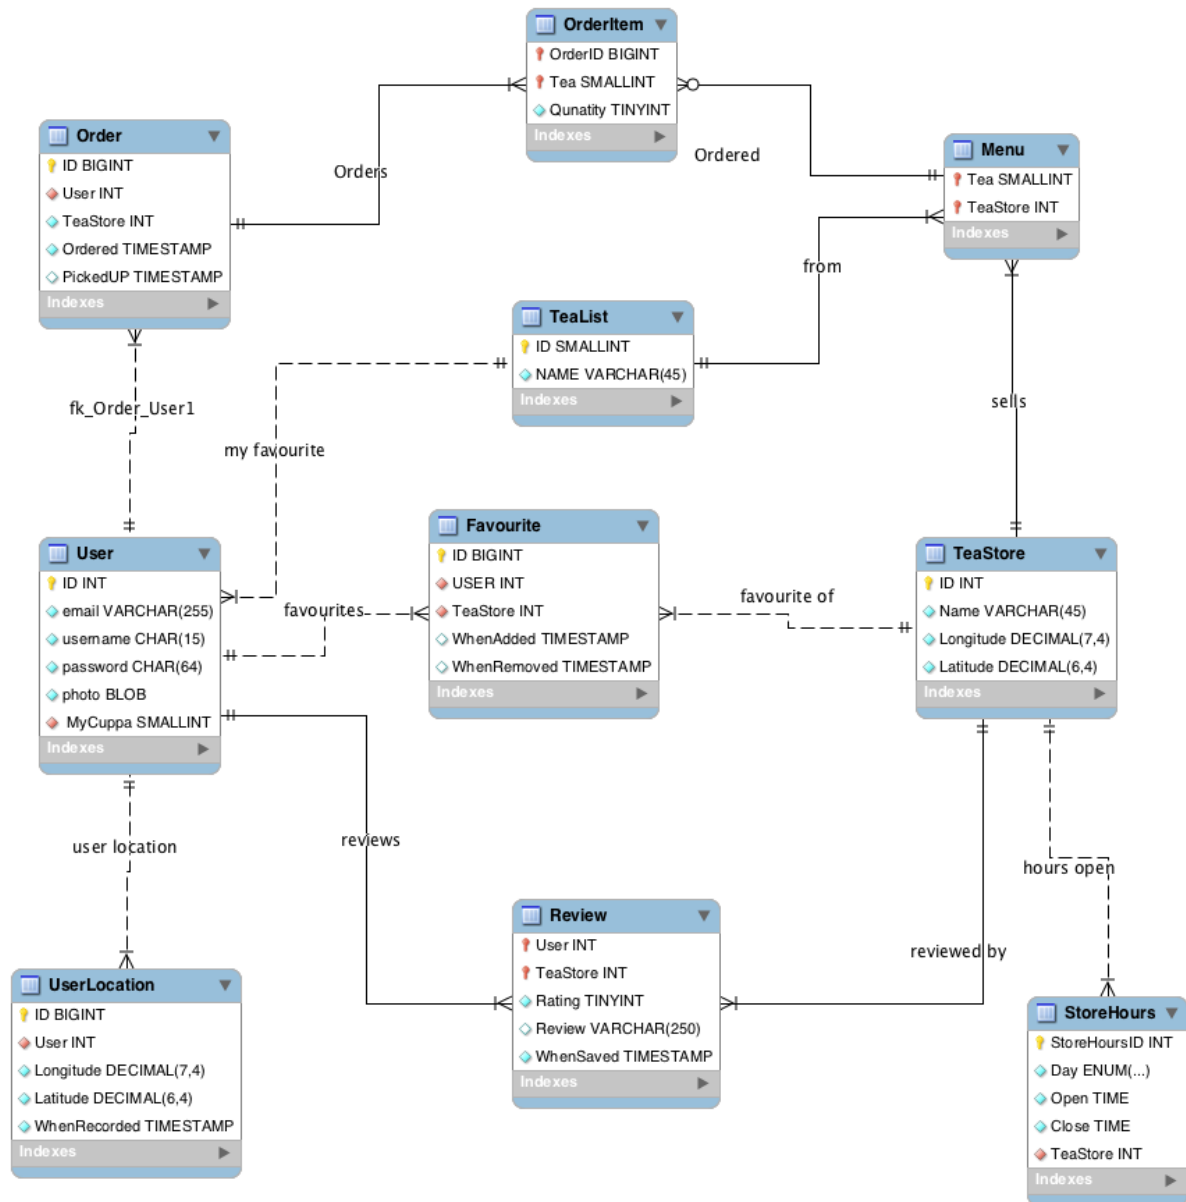 OrderItem
OrderID BIGINT
Tea SMALLINT
Qunatity TINYINT
Indexes
Order
ID BIGINT
User INT
TeaStore INT
Ordered TIMESTAMP
PickedUP TIMESTAMP
Indexes
Orders
Ordered
Menu
Tea SMALLINT
TeaStore INT
Indexes
from
TeaList
ID SMALLINT
NAME VARCHAR(45)
Indexes
fk_Order_User1
my favourite
sells
User
ID INT
email VARCHAR(255)
username CHAR(15)
password CHAR(64)
photo BLOB
MyCuppa SMALLINT
Indexes
favourites
Favourite
ID BIGINT
USER INT
TeaStore INT
WhenAdded TIMESTAMP
WhenRemoved TIMESTAMP
Indexes
favourite of
TeaStore
ID INT
Name VARCHAR(45)
Longitude DECIMAL(7,4)
Latitude DECIMAL(6,4)
Indexes
user location
reviews
hours open
reviewed by
UserLocation
ID BIGINT
User INT
Longitude DECIMAL(7,4)
Latitude DECIMAL(6,4)
WhenRecorded TIMESTAMP
Indexes
Review
User INT
TeaStore INT
Rating TINYINT
Review VARCHAR(250)
WhenSaved TIMESTAMP
Indexes
StoreHours
StoreHoursID INT
Day ENUM(...)
Open TIME
Close TIME
TeaStore INT
Indexes